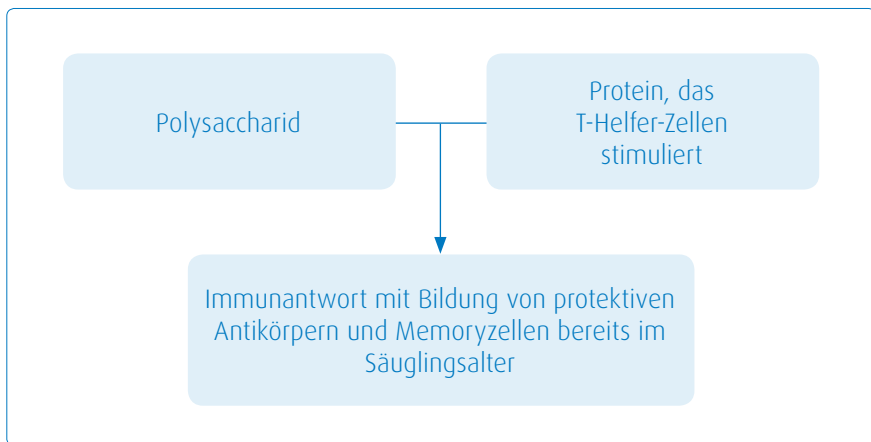 Polysaccharid
Protein, das
T-Helfer-Zellen
stimuliert
Immunantwort mit Bildung von protektiven
Antikörpern und Memoryzellen bereits im
Säuglingsalter